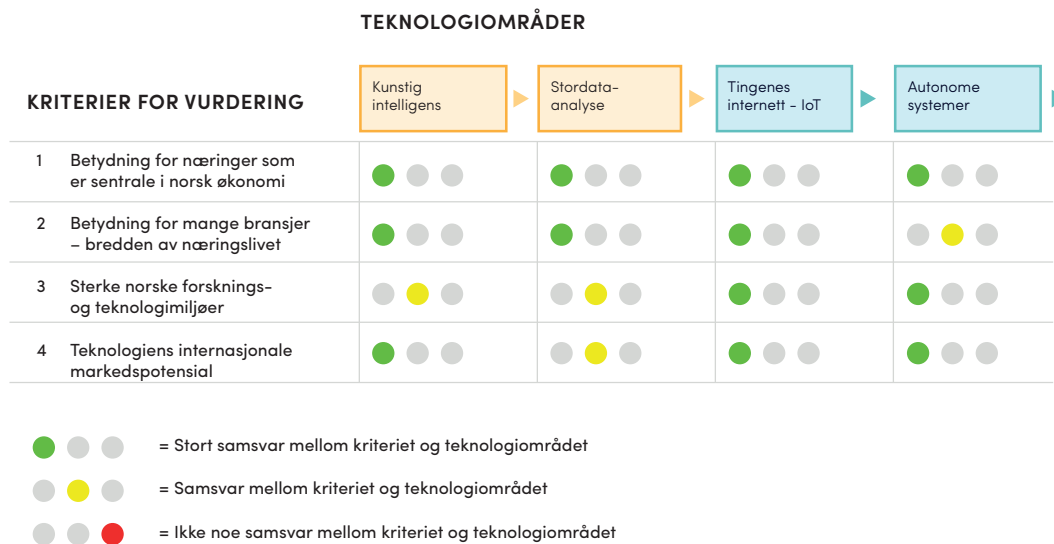 TEKNOLOGIOMRÅDER
KRITERIER FOR VURDERING
Kunstig
intelligens
Stordata-
analyse
Tingenes
internett - IoT
Autonome
systemer
1 Betydning for næringer som
er sentrale i norsk økonomi
2 Betydning for mange bransjer
– bredden av næringslivet
3 Sterke norske forsknings-
og teknologimiljøer
4 Teknologiens internasjonale
markedspotensial
= Stort samsvar mellom kriteriet og teknologiområdet
= Samsvar mellom kriteriet og teknologiområdet
= Ikke noe samsvar mellom kriteriet og teknologiområdet